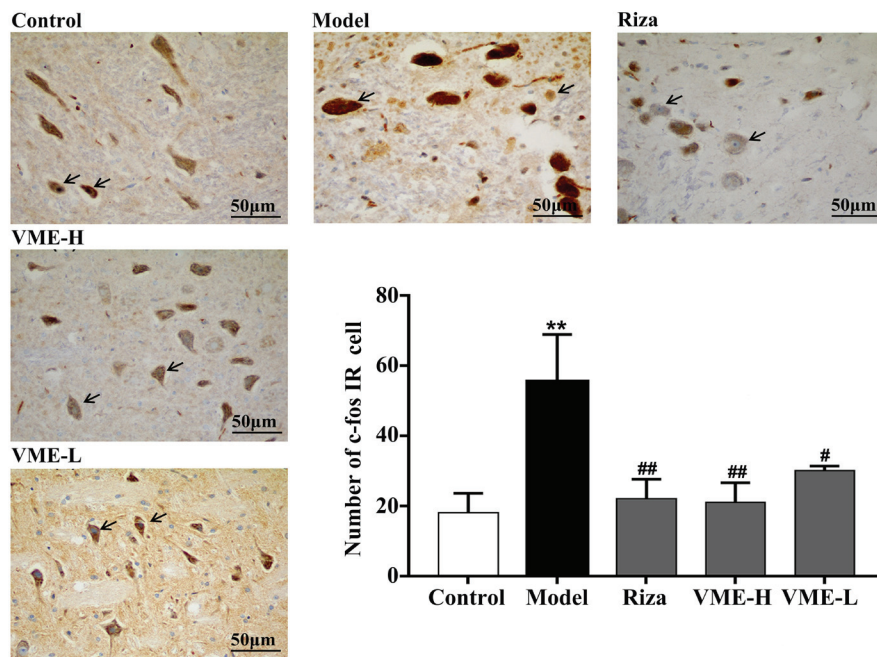 Control
Model
Riza
50μm
50μm
50μm
VME-H
50μm
VME-L
50μm
Number of c-fos IR cell
80
60
40
20
0
**
##
##
#
Control
Model
Riza
VME-H
VME-L